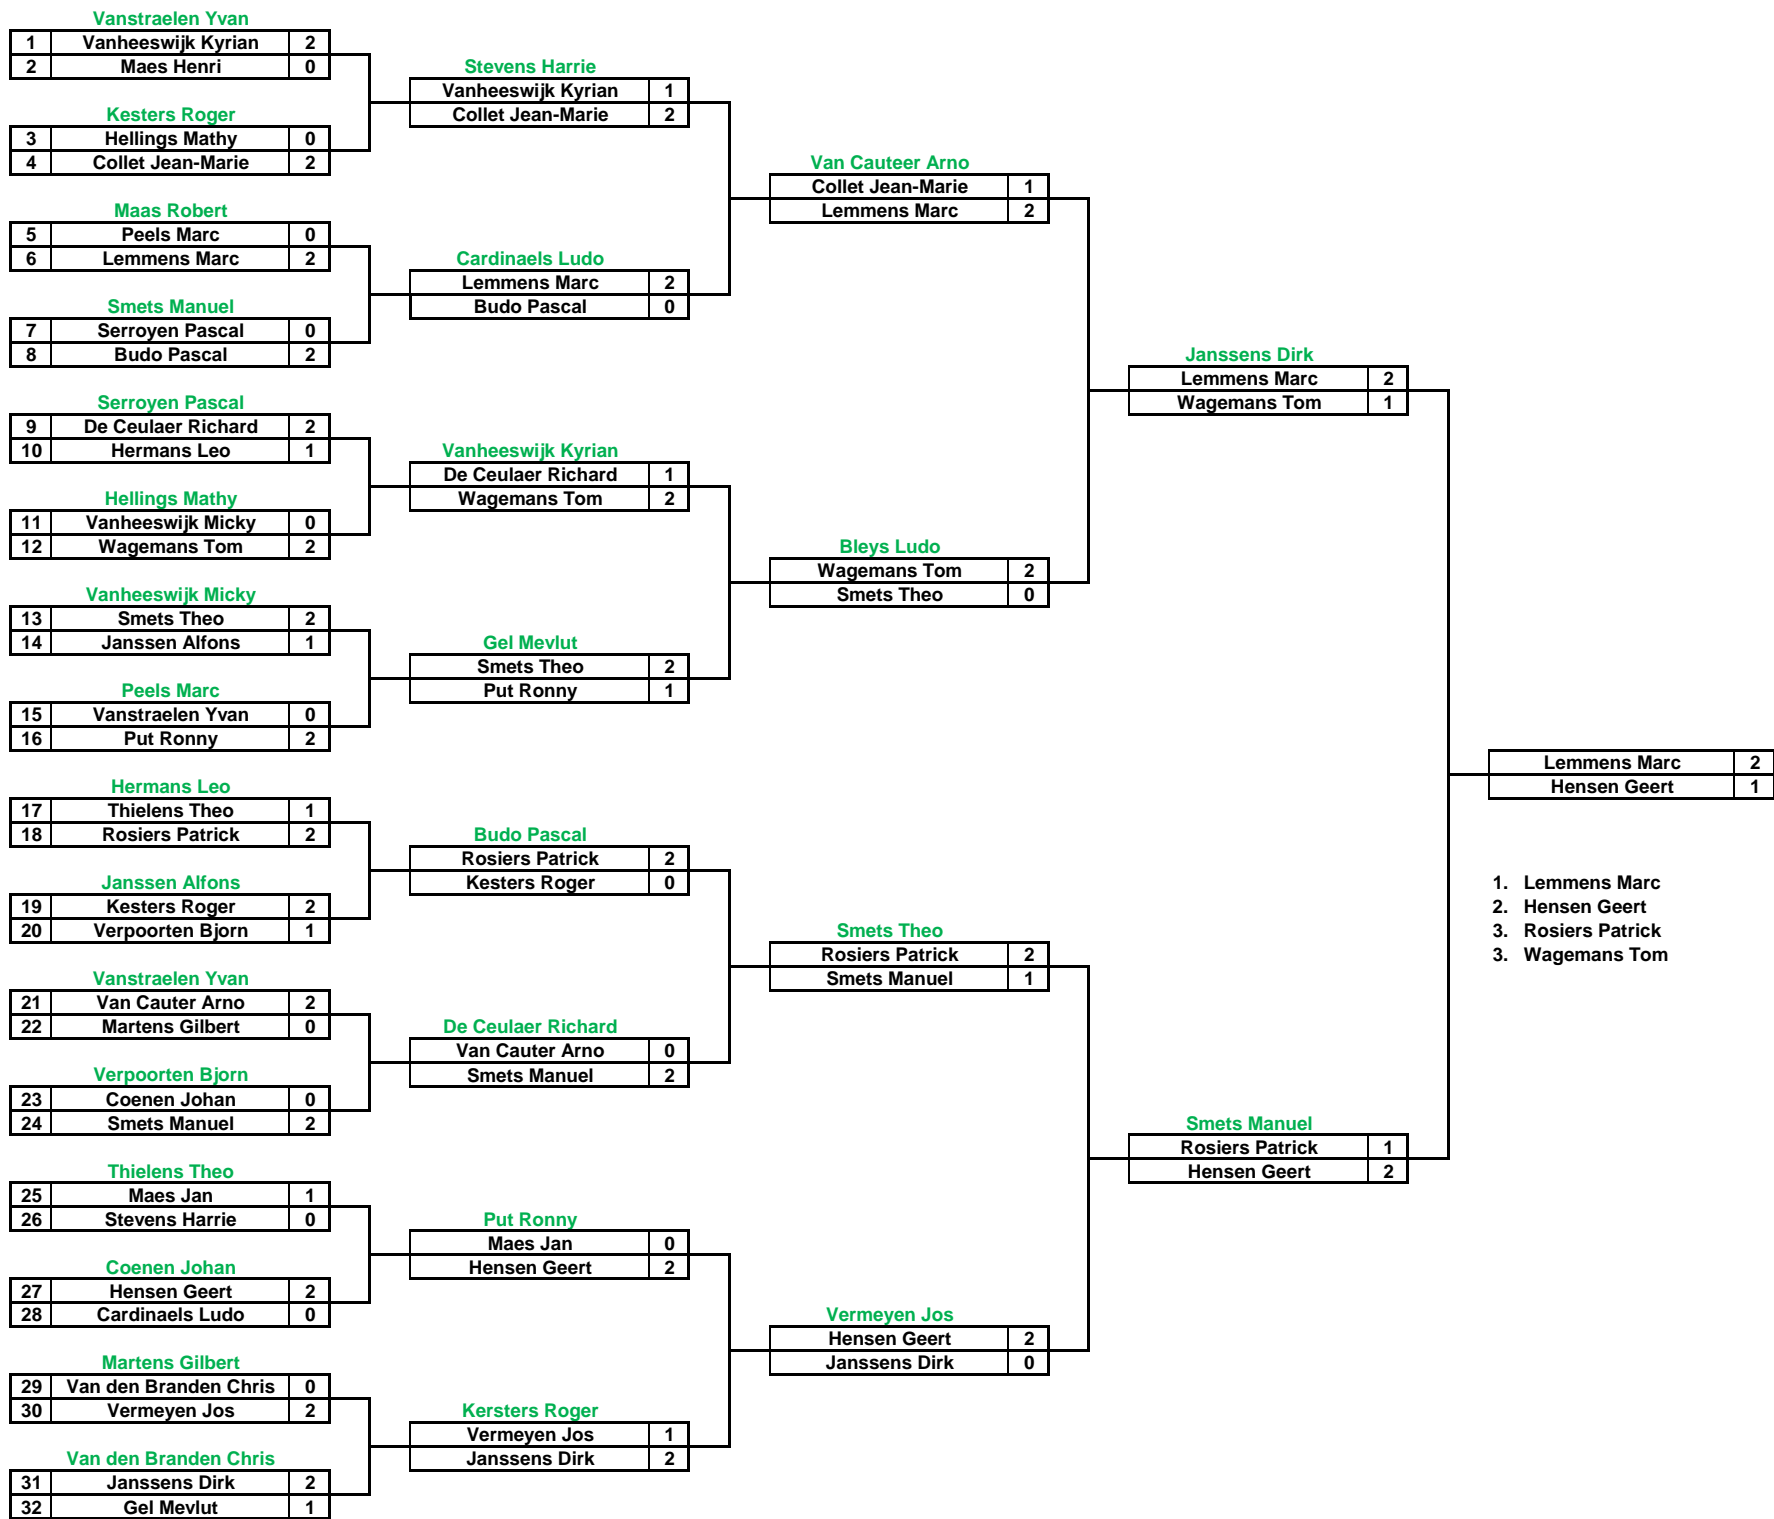 Vanstraelen Yvan
1 Vanheeswijk Kyrian 2
2 Maes Henri 0
Kesters Roger
3 Hellings Mathy 0
4 Collet Jean-Marie 2
Maas Robert
5 Peels Marc 0
6 Lemmens Marc 2
Smets Manuel
7 Serroyen Pascal 0
8 Budo Pascal 2
Serroyen Pascal
9 De Ceulaer Richard 2
10 Hermans Leo 1
Hellings Mathy
11 Vanheeswijk Micky 0
12 Wagemans Tom 2
Vanheeswijk Micky
13 Smets Theo 2
14 Janssen Alfons 1
Peels Marc
15 Vanstraelen Yvan 0
16 Put Ronny 2
Hermans Leo
17 Thielens Theo 1
18 Rosiers Patrick 2
Janssen Alfons
19 Kesters Roger 2
20 Verpoorten Bjorn 1
Vanstraelen Yvan
21 Van Cauter Arno 2
22 Martens Gilbert 0
Verpoorten Bjorn
23 Coenen Johan 0
24 Smets Manuel 2
Thielens Theo
25 Maes Jan 1
26 Stevens Harrie 0
Coenen Johan
27 Hensen Geert 2
28 Cardinaels Ludo 0
Martens Gilbert
29 Van den Branden Chris 0
30 Vermeyen Jos 2
Van den Branden Chris
31 Janssens Dirk 2
32 Gel Mevlut 1
Stevens Harrie
Vanheeswijk Kyrian 1
Collet Jean-Marie 2
Cardinaels Ludo
Lemmens Marc 2
Budo Pascal 0
Vanheeswijk Kyrian
De Ceulaer Richard 1
Wagemans Tom 2
Gel Mevlut
Smets Theo 2
Put Ronny 1
Budo Pascal
Rosiers Patrick 2
Kesters Roger 0
De Ceulaer Richard
Van Cauter Arno 0
Smets Manuel 2
Put Ronny
Maes Jan 0
Hensen Geert 2
Kersters Roger
Vermeyen Jos 1
Janssens Dirk 2
Van Cauteer Arno
Collet Jean-Marie 1
Lemmens Marc 2
Bleys Ludo
Wagemans Tom 2
Smets Theo 0
Smets Theo
Rosiers Patrick 2
Smets Manuel 1
Vermeyen Jos
Hensen Geert 2
Janssens Dirk 0
Janssens Dirk
Lemmens Marc 2
Wagemans Tom 1
Smets Manuel
Rosiers Patrick 1
Hensen Geert 2
Lemmens Marc 2
Hensen Geert 1
1. Lemmens Marc
2. Hensen Geert
3. Rosiers Patrick
3. Wagemans Tom